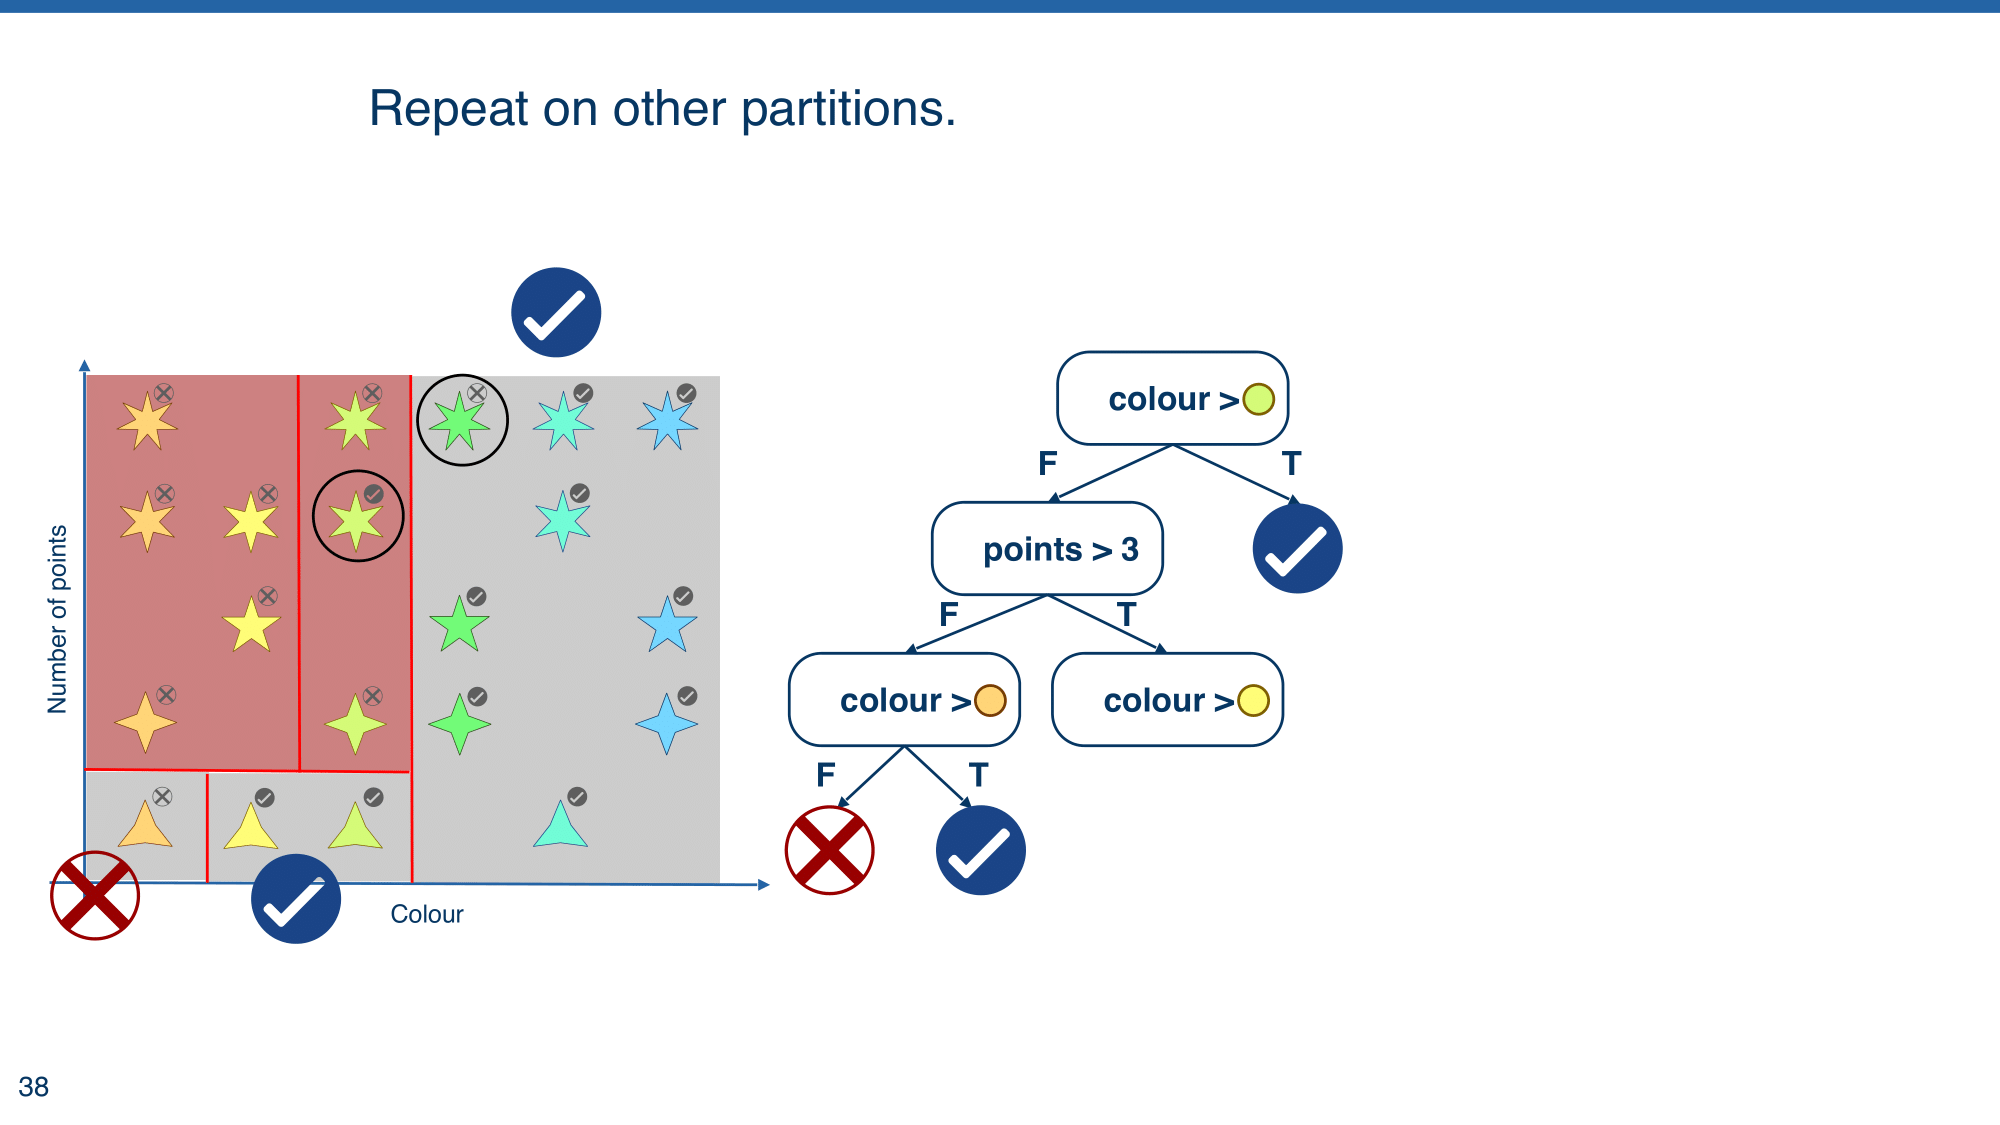 Repeat on other partitions.
Number of points
Colour
colour >
F
T
points > 3
F
T
colour >
colour >
F
T
38